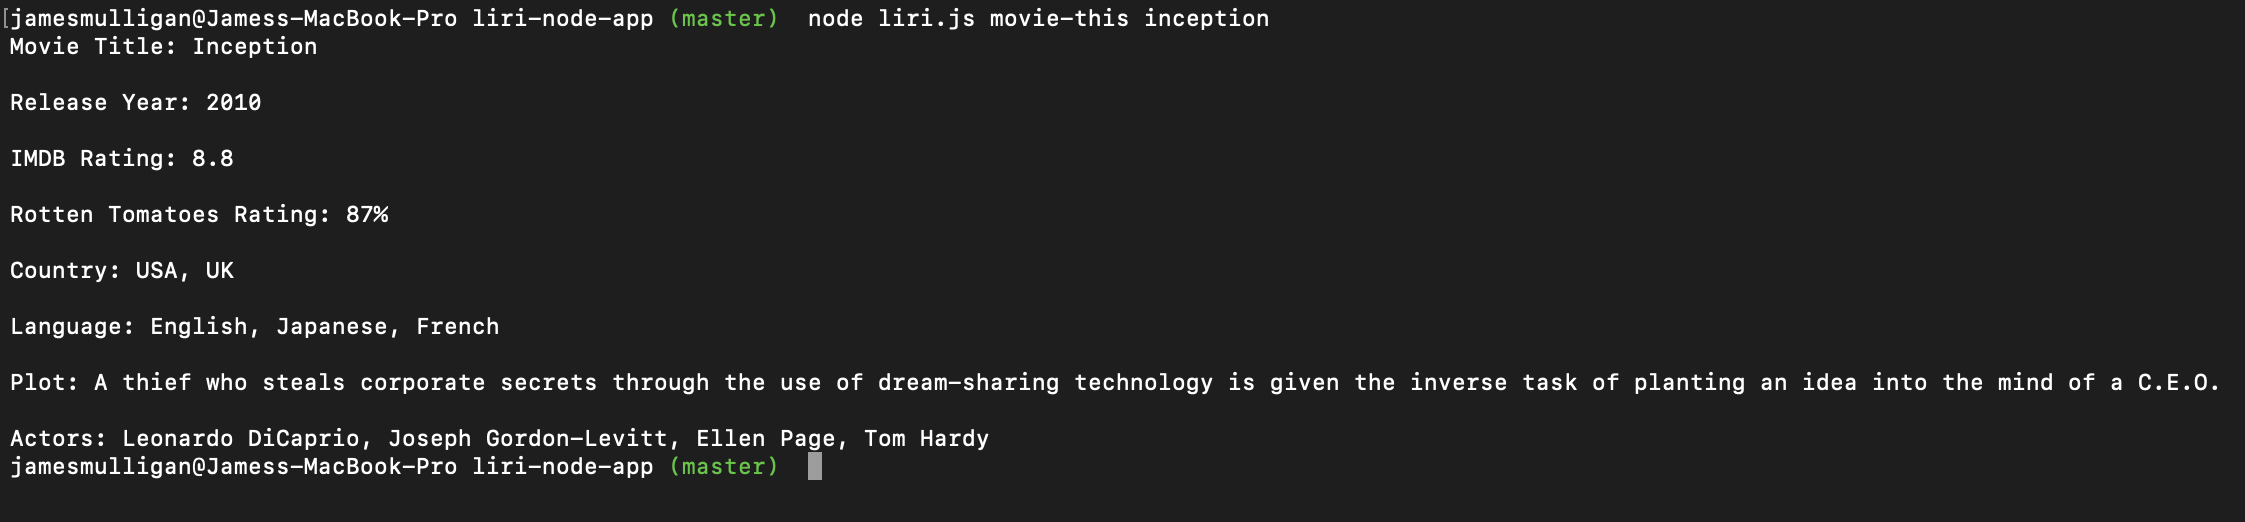 [jamesmulligan@Jamess-MacBook-Pro liri-node-app (master)  node liri.js movie-this inception
Movie Title: Inception
Release Year: 2010
IMDB Rating: 8.8
Rotten Tomatoes Rating: 87%
Country: USA, UK
Language: English, Japanese, French
Plot: A thief who steals corporate secrets through the use of dream-sharing technology is given the inverse task of planting an idea into the mind of a C.E.O.
Actors: Leonardo DiCaprio, Joseph Gordon-Levitt, Ellen Page, Tom Hardy
jamesmulligan@Jamess-MacBook-Pro liri-node-app (master)